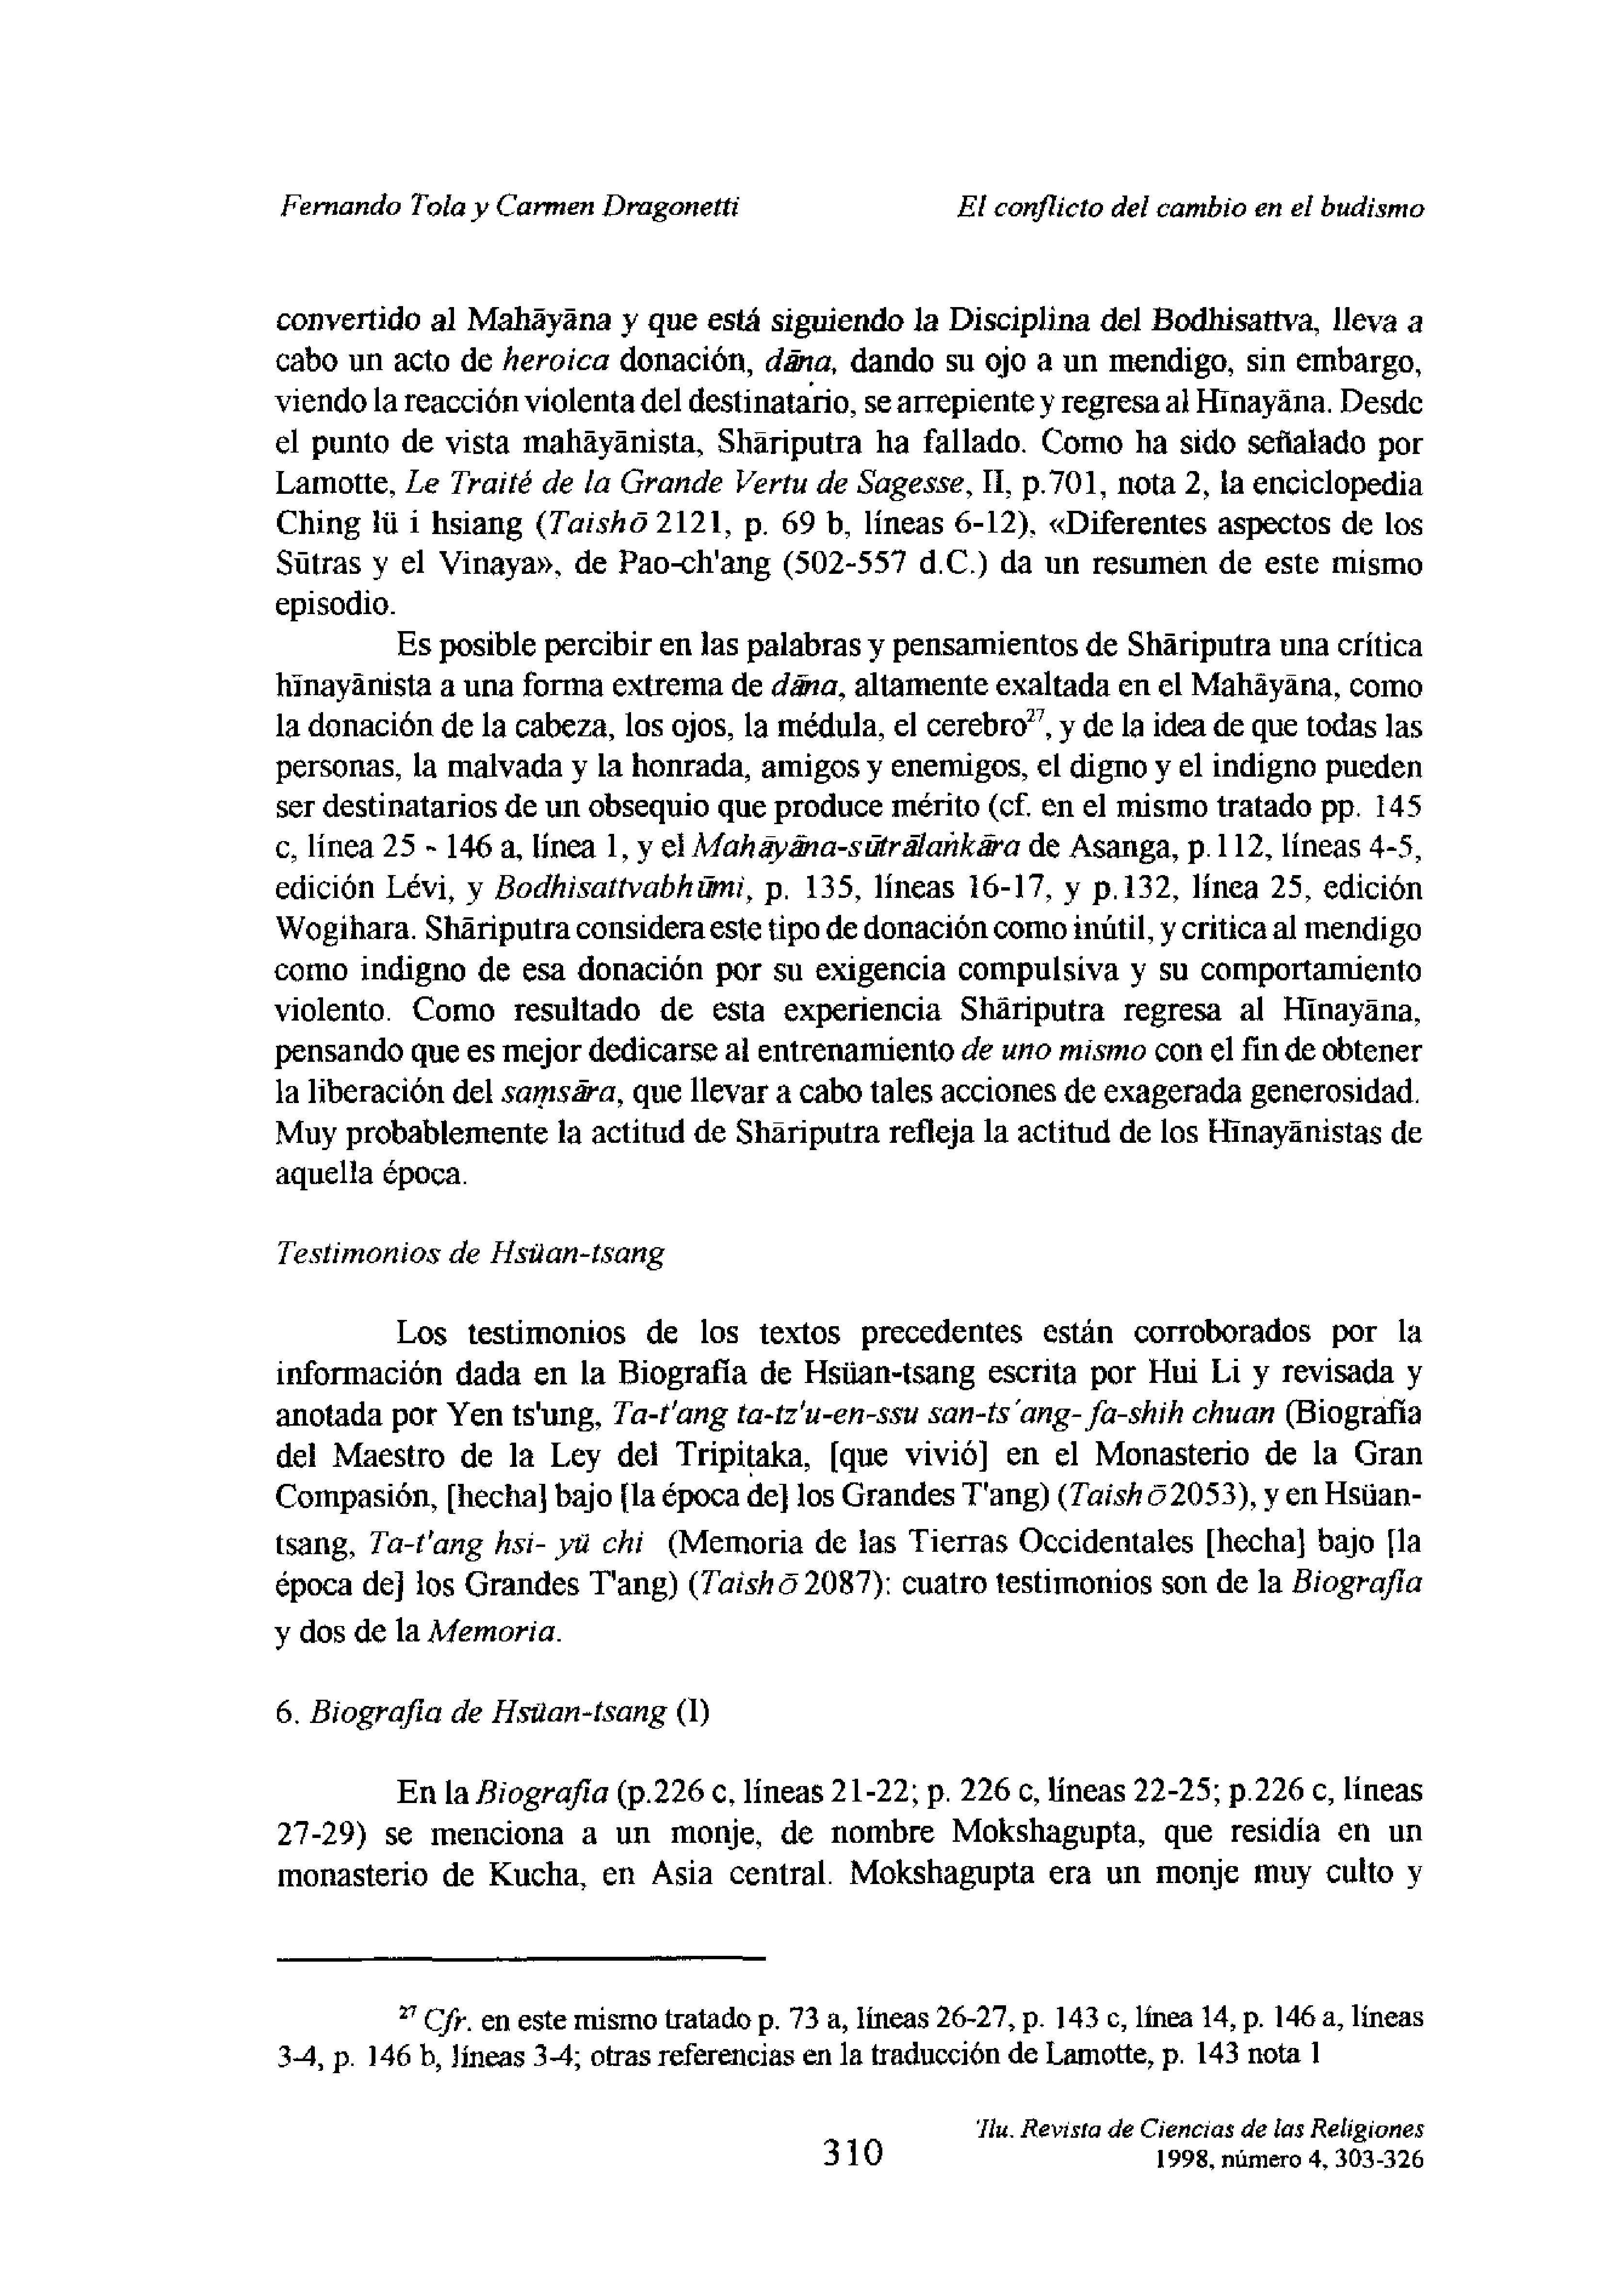 Fernando Tola y Carmen Dragonetti El conflicto del cambio en el budismo
convertido al Mahāyāna y que está siguiendo la Disciplina del Bodhisattva, lleva a
cabo un acto de heroica donación, dāna, dando su ojo a un mendigo, sin embargo,
viendo la reacción violenta del destinatario, se arrepiente y regresa al Hīnayāna. Desde
el punto de vista mahāyānista, Shāriputra ha fallado. Como ha sido señalado por
Lamotte, Le Traité de la Grande Vertu de Sagesse, II, p.701, nota 2, la enciclopedia
Ching lü i hsiang (Taishō 2121, p. 69 b, líneas 6-12), «Diferentes aspectos de los
Sūtras y el Vinaya», de Pao-ch'ang (502-557 d.C.) da un resumen de este mismo
episodio.
Es posible percibir en las palabras y pensamientos de Shāriputra una crítica
hīnayānista a una forma extrema de dāna, altamente exaltada en el Mahāyāna, como
la donación de la cabeza, los ojos, la médula, el cerebro²⁷, y de la idea de que todas las
personas, la malvada y la honrada, amigos y enemigos, el digno y el indigno pueden
ser destinatarios de un obsequio que produce mérito (cf. en el mismo tratado pp. 145
c, línea 25 - 146 a, línea 1, y el Mahāyāna-sūtrālaṅkāra de Asanga, p.112, líneas 4-5,
edición Lévi, y Bodhisattvabhūmi, p. 135, líneas 16-17, y p.132, línea 25, edición
Wogihara. Shāriputra considera este tipo de donación como inútil, y critica al mendigo
como indigno de esa donación por su exigencia compulsiva y su comportamiento
violento. Como resultado de esta experiencia Shāriputra regresa al Hīnayāna,
pensando que es mejor dedicarse al entrenamiento de uno mismo con el fin de obtener
la liberación del saṃsāra, que llevar a cabo tales acciones de exagerada generosidad.
Muy probablemente la actitud de Shāriputra refleja la actitud de los Hīnayānistas de
aquella época.
Testimonios de Hsüan-tsang
Los testimonios de los textos precedentes están corroborados por la
información dada en la Biografía de Hsüan-tsang escrita por Hui Li y revisada y
anotada por Yen ts'ung, Ta-t'ang ta-tz'u-en-ssu san-ts'ang-fa-shih chuan (Biografía
del Maestro de la Ley del Tripiṭaka, [que vivió] en el Monasterio de la Gran
Compasión, [hecha] bajo [la época de] los Grandes T'ang) (Taishō 2053), y en Hsüan-
tsang, Ta-t'ang hsi- yü chi (Memoria de las Tierras Occidentales [hecha] bajo [la
época de] los Grandes T'ang) (Taishō 2087): cuatro testimonios son de la Biografía
y dos de la Memoria.
6. Biografía de Hsüan-tsang (1)
En la Biografía (p.226 c, líneas 21-22; p. 226 c, líneas 22-25; p.226 c, líneas
27-29) se menciona a un monje, de nombre Mokshagupta, que residía en un
monasterio de Kucha, en Asia central. Mokshagupta era un monje muy culto y
²⁷ Cfr. en este mismo tratado p. 73 a, líneas 26-27, p. 143 c, línea 14, p. 146 a, líneas
3-4, p. 146 b, líneas 3-4; otras referencias en la traducción de Lamotte, p. 143 nota 1
'Ilu. Revista de Ciencias de las Religiones
310 1998, número 4, 303-326